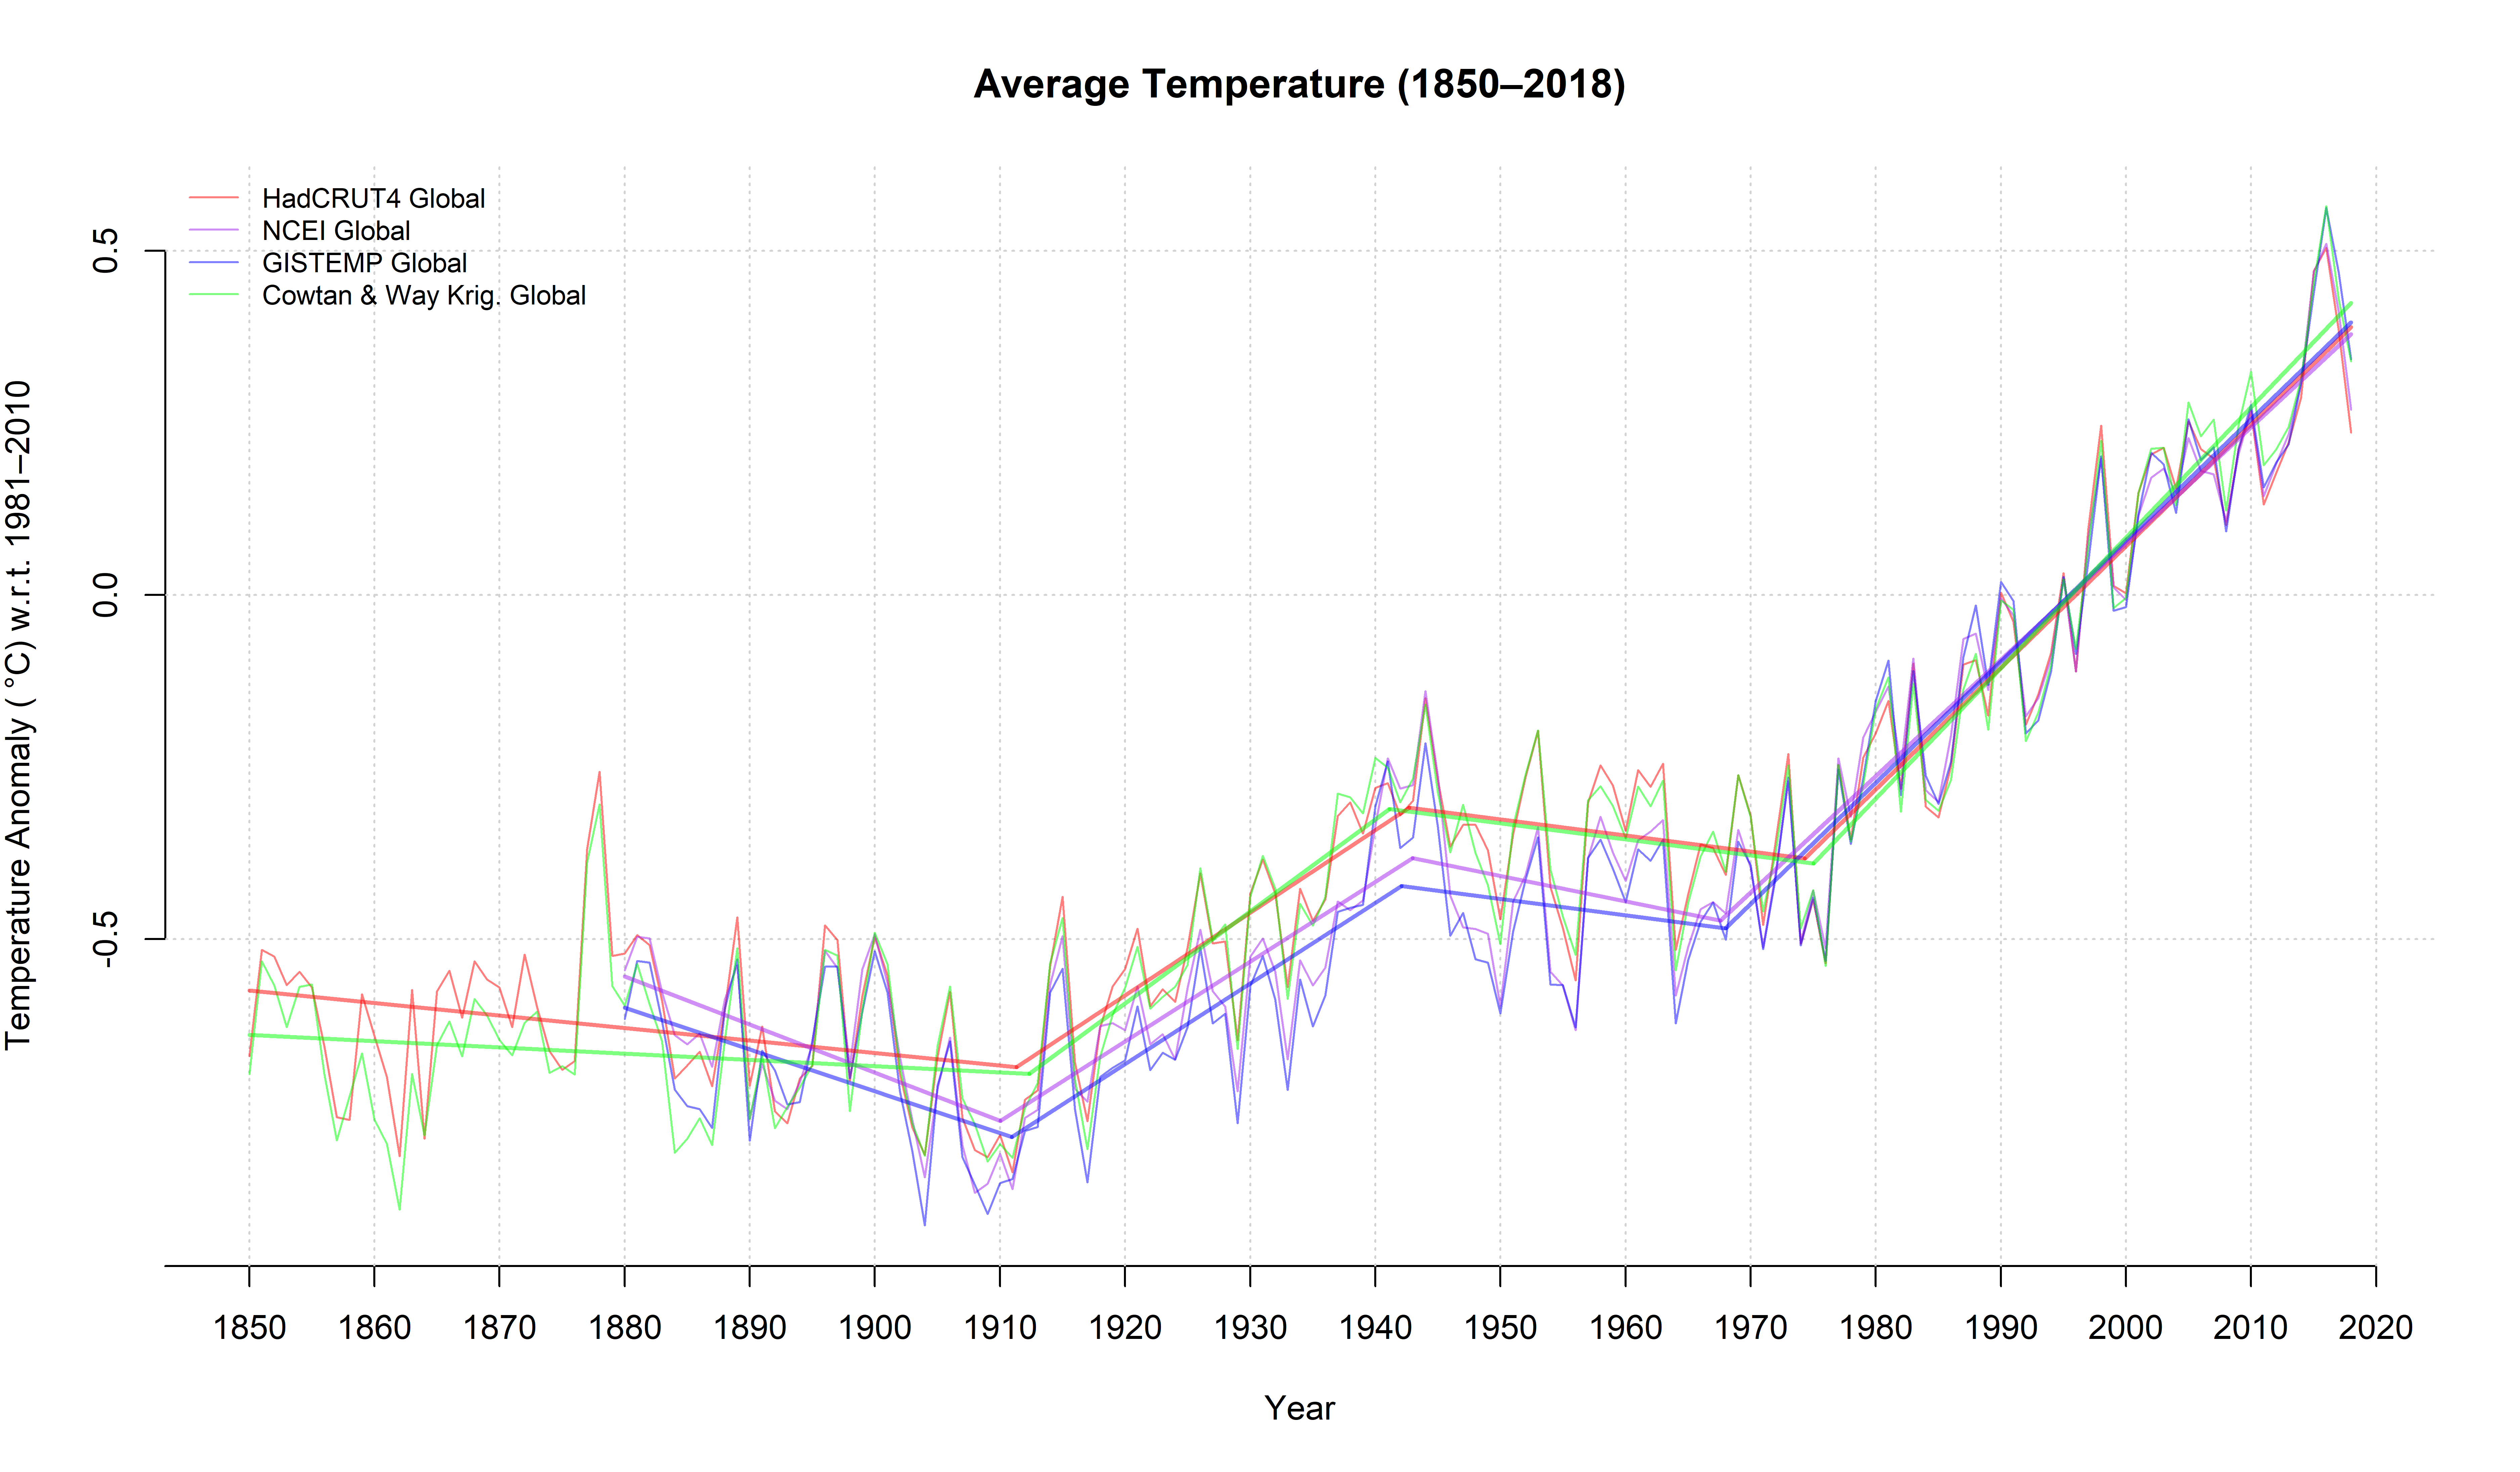 Average Temperature (1850–2018)
HadCRUT4 Global
NCEI Global
GISTEMP Global
Cowtan & Way Krig. Global
Temperature Anomaly ( °C) w.r.t. 1981–2010
0.5
0.0
-0.5
1850 1860 1870 1880 1890 1900 1910 1920 1930 1940 1950 1960 1970 1980 1990 2000 2010 2020
Year